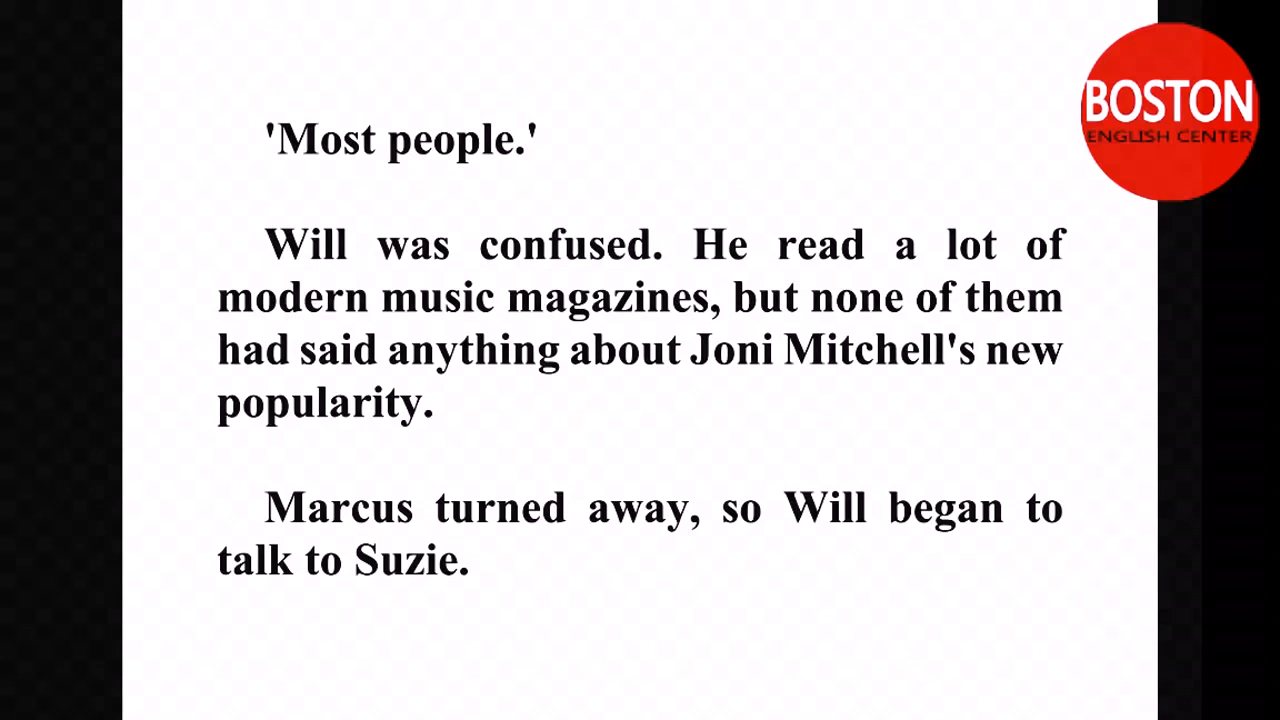 'Most people.'
Will was confused. He read a lot of
modern music magazines, but none of them
had said anything about Joni Mitchell's new
popularity.
Marcus turned away, so Will began to
talk to Suzie.
BOSTON
ENGLISH CENTER